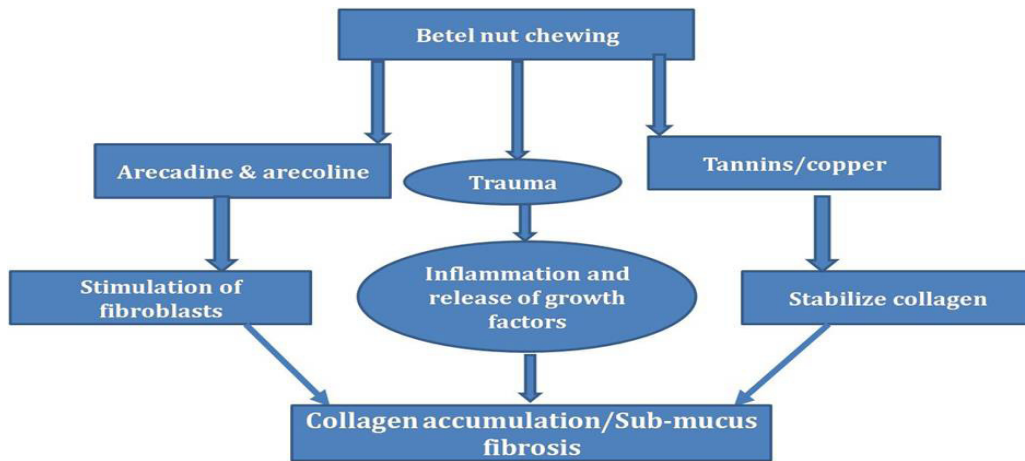 Betel nut chewing
Arecadine & arecoline
Trauma
Tannins/copper
Stimulation of
fibroblasts
Inflammation and
release of growth
factors
Stabilize collagen
Collagen accumulation/Sub-mucus
fibrosis